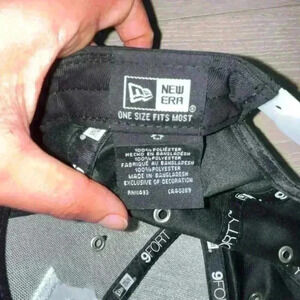 NEW
ERA®
ONE SIZE FITS MOST
100% POLYESTER
HECHO EN BANGLADESH
100% POLYESTER
FABRIQUÉ AU BANGLADESH
100% POLYESTER
MADE IN BANGLADESH
EXCLUSIVE OF DECORATION
9FORTY
9FORTY